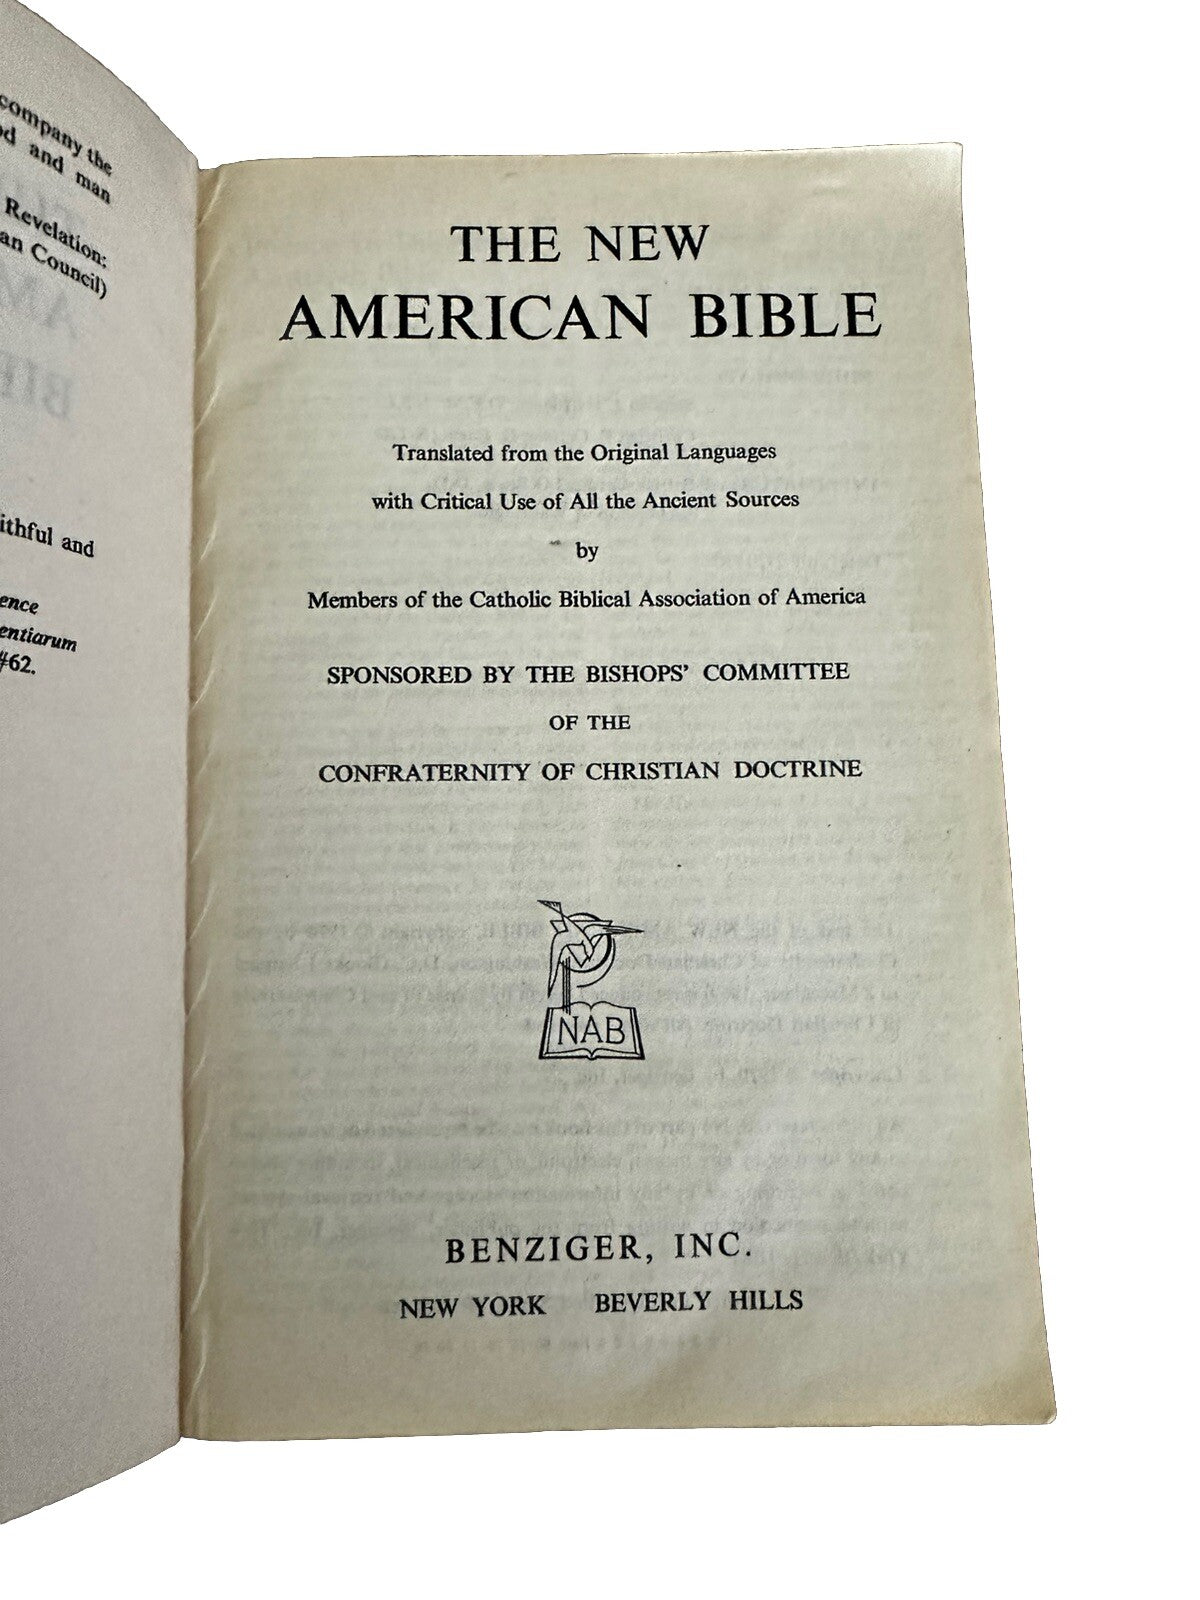 company the
and man
Revelation:
Council)
ithful and
ence
entiarum
#62.
THE NEW
AMERICAN BIBLE
Translated from the Original Languages
with Critical Use of All the Ancient Sources
by
Members of the Catholic Biblical Association of America
SPONSORED BY THE BISHOPS' COMMITTEE
OF THE
CONFRATERNITY OF CHRISTIAN DOCTRINE
NAB
BENZIGER, INC.
NEW YORK BEVERLY HILLS